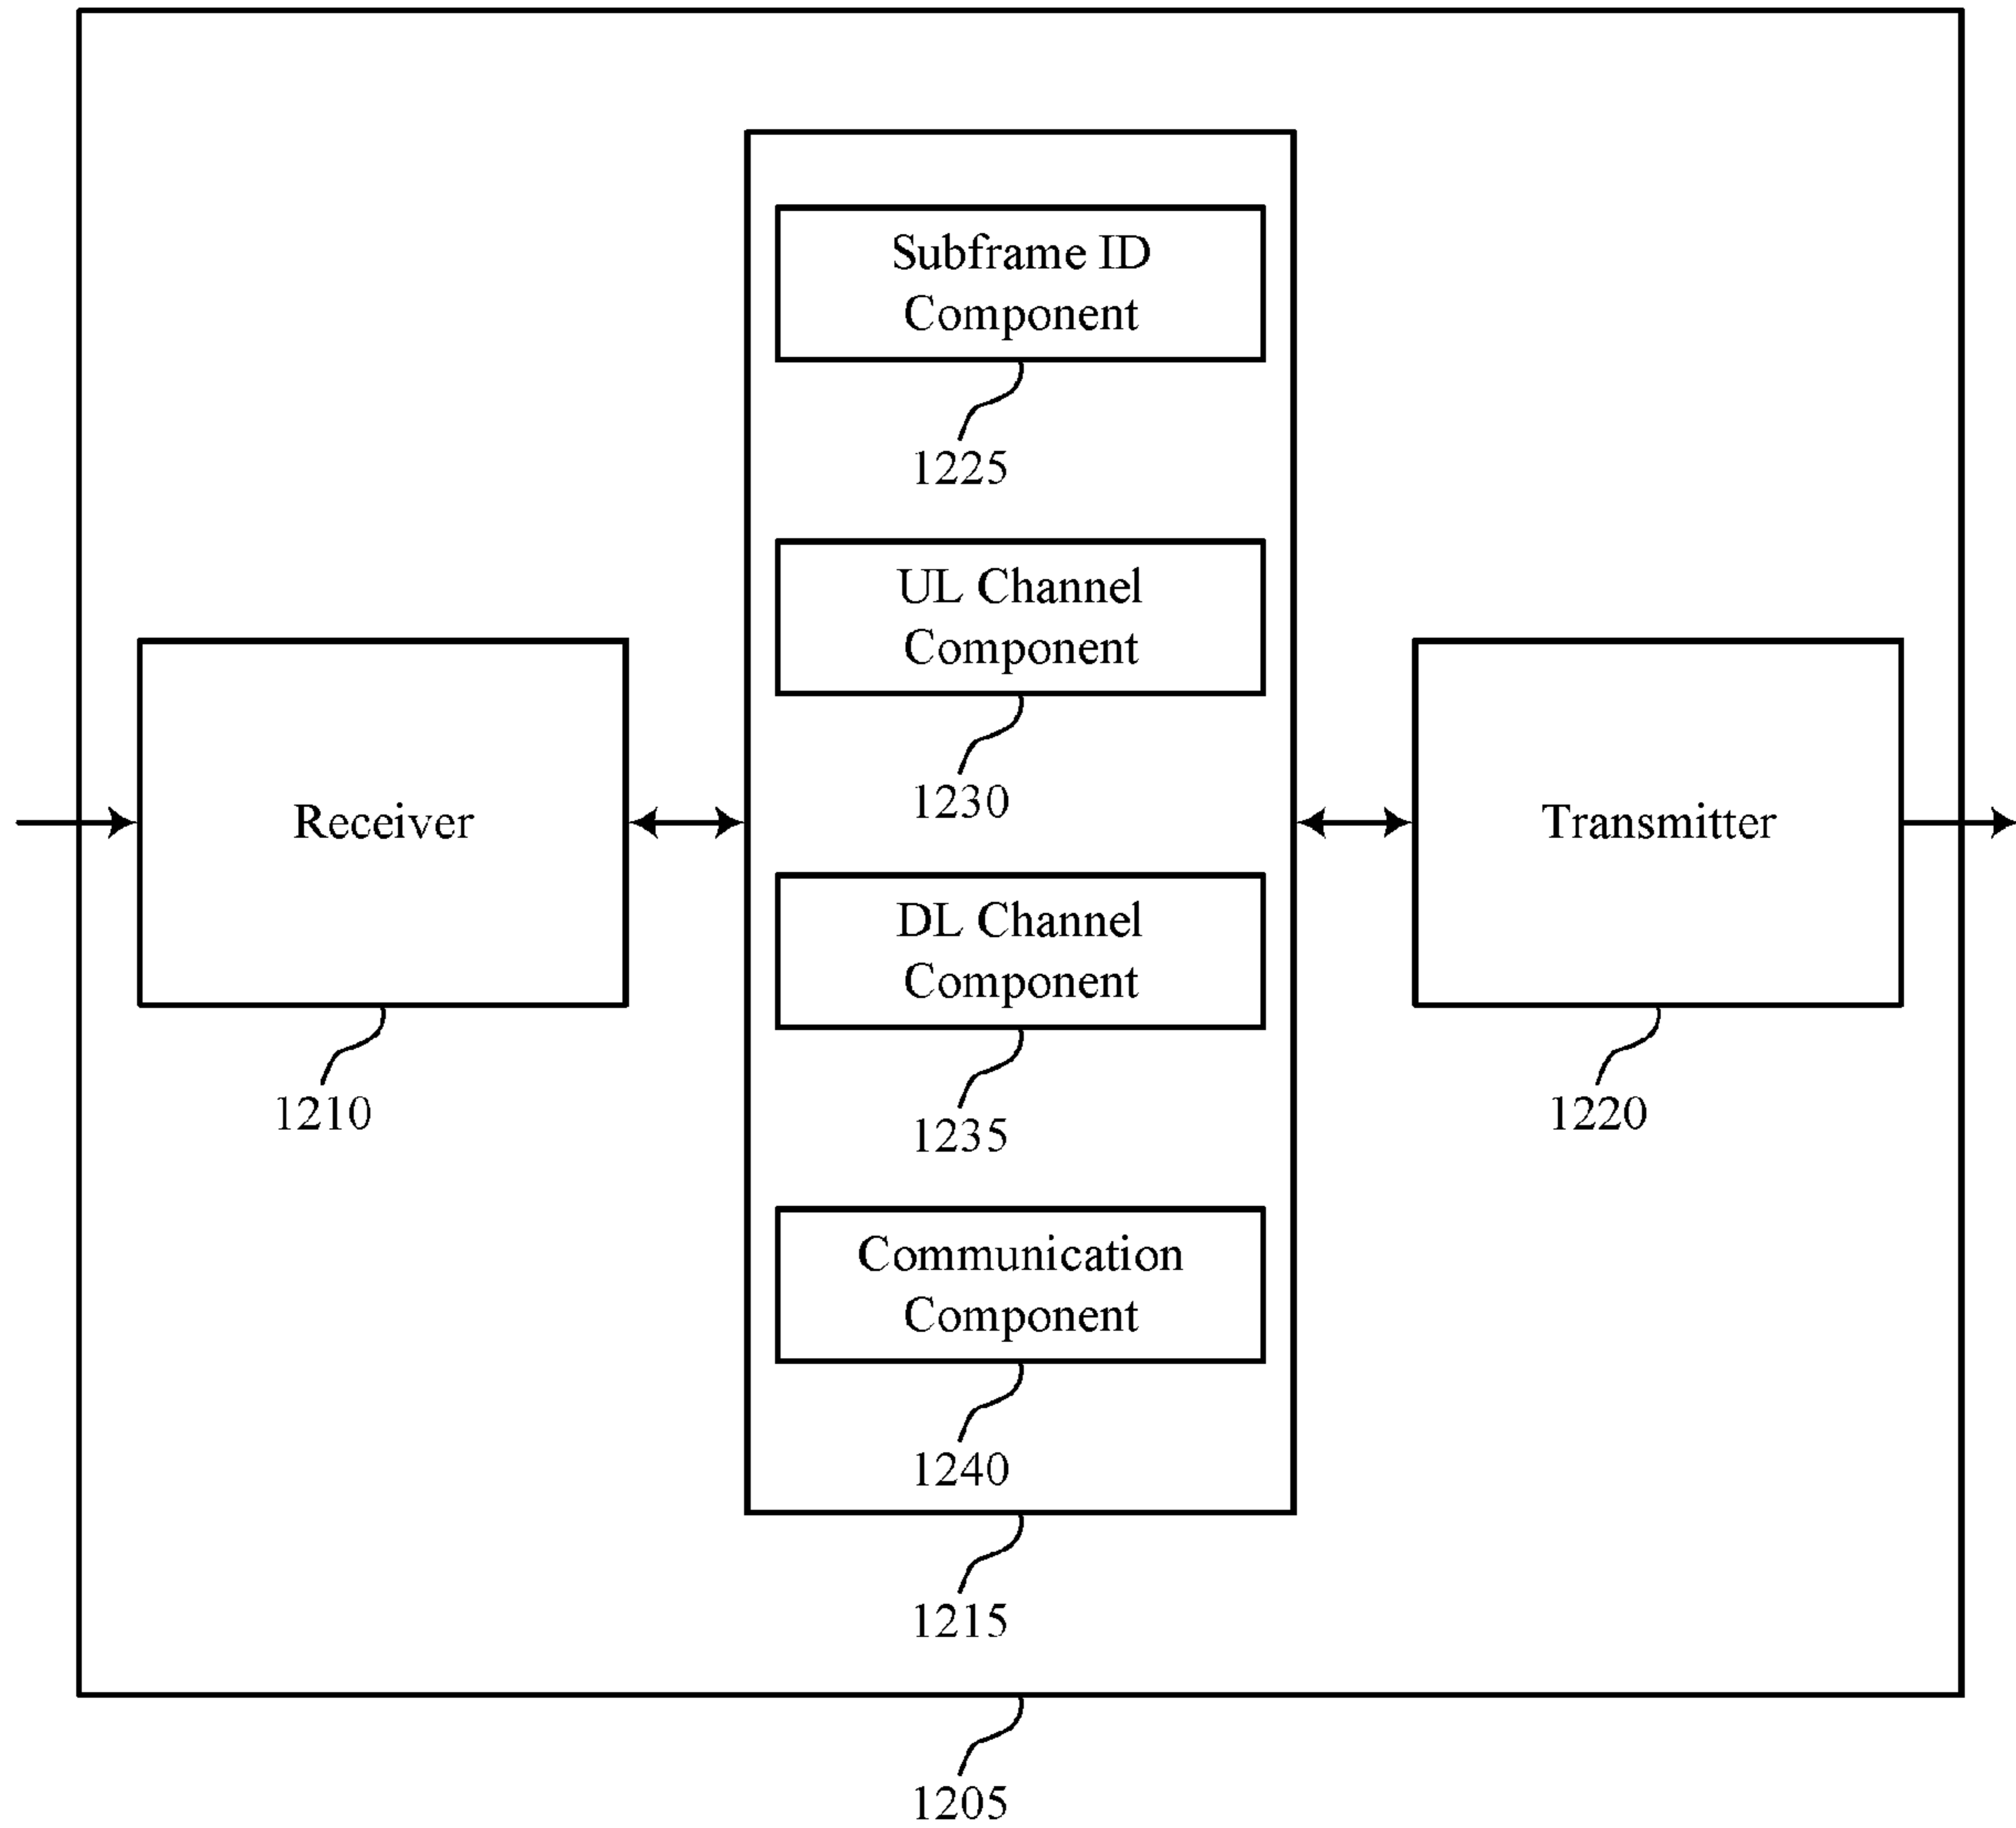 Subframe ID
Component
1225
UL Channel
Component
1230
Receiver
1210
DL Channel
Component
1235
Transmitter
1220
Communication
Component
1240
1215
1205